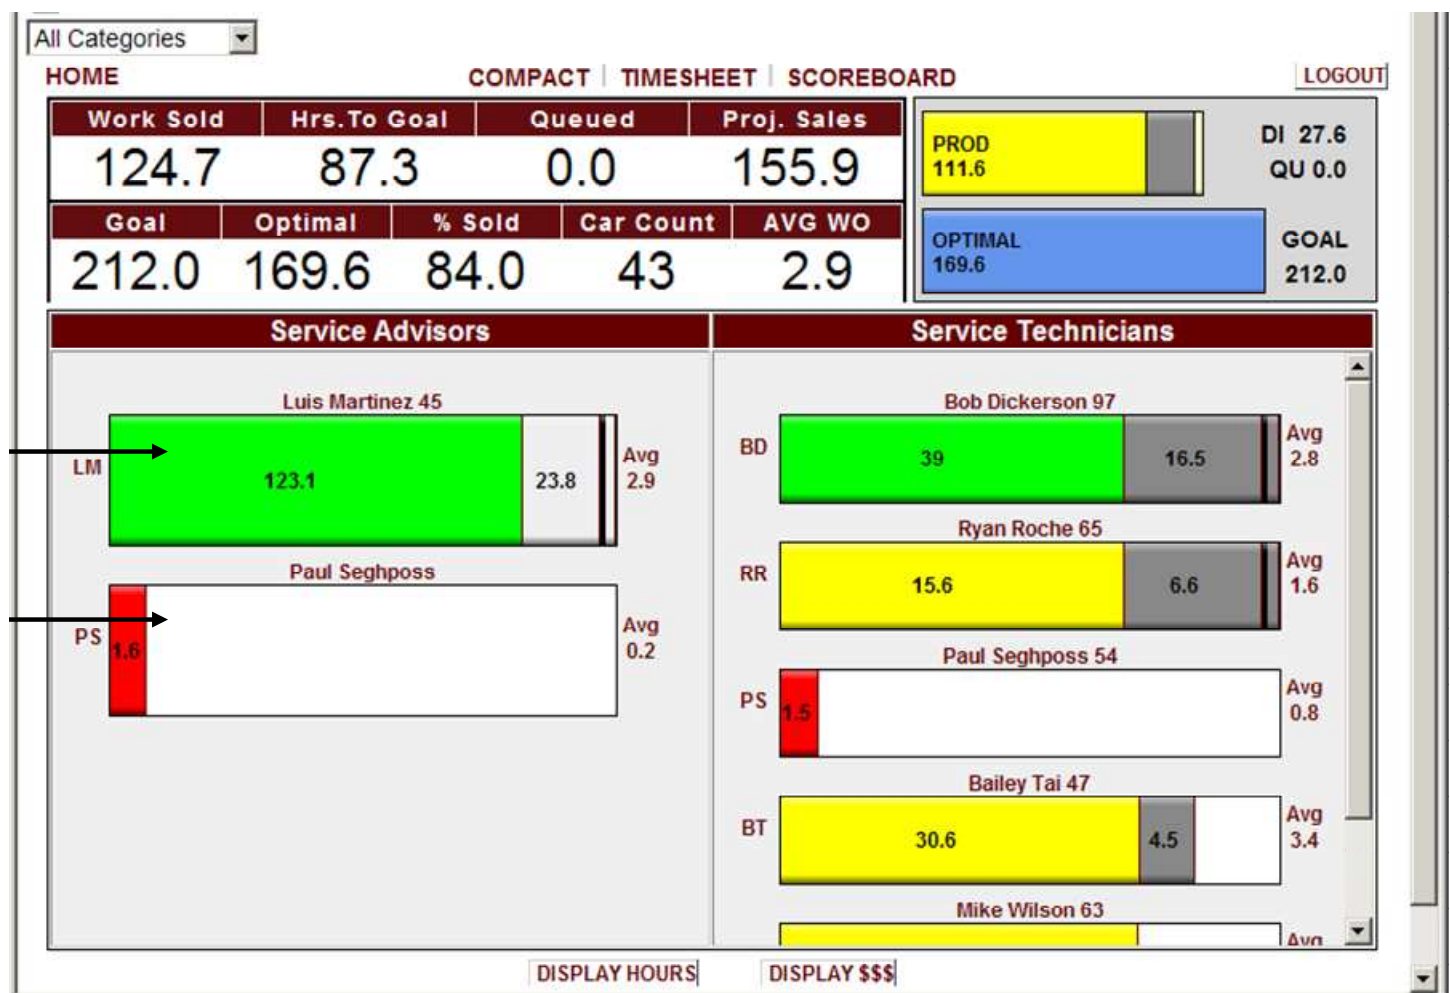 All Categories
HOME COMPACT TIMESHEET SCOREBOARD LOGOUT
Work Sold Hrs.To Goal Queued Proj. Sales
124.7 87.3 0.0 155.9
Goal Optimal % Sold Car Count AVG WO
212.0 169.6 84.0 43 2.9
PROD
111.6
DI 27.6
QU 0.0
OPTIMAL
169.6
GOAL
212.0
Service Advisors
Luis Martinez 45
LM 123.1 23.8 Avg
2.9
Paul Seghposs
PS 1.6 Avg
0.2
Service Technicians
Bob Dickerson 97
BD 39 16.5 Avg
2.8
Ryan Roche 65
RR 15.6 6.6 Avg
1.6
Paul Seghposs 54
PS 1.5 Avg
0.8
Bailey Tai 47
BT 30.6 4.5 Avg
3.4
Mike Wilson 63
Avg
DISPLAY HOURS DISPLAY $$$